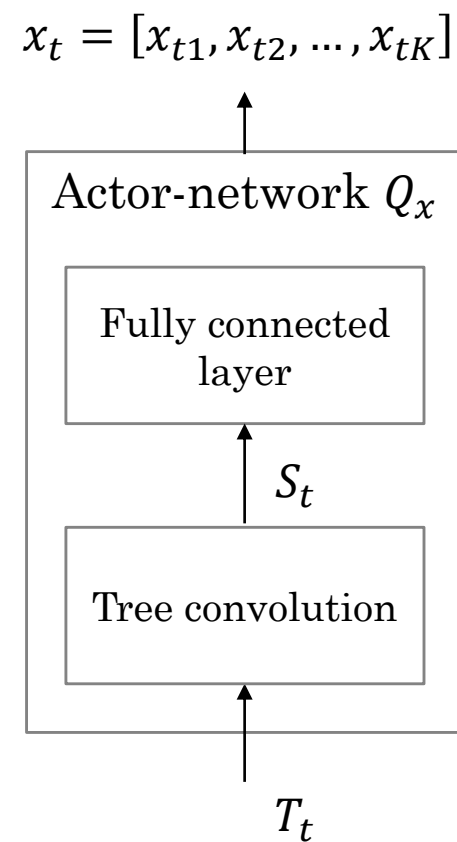 x_t = [x_{t1}, x_{t2}, ..., x_{tK}]
Actor-network Q_x
Fully connected
layer
S_t
Tree convolution
T_t